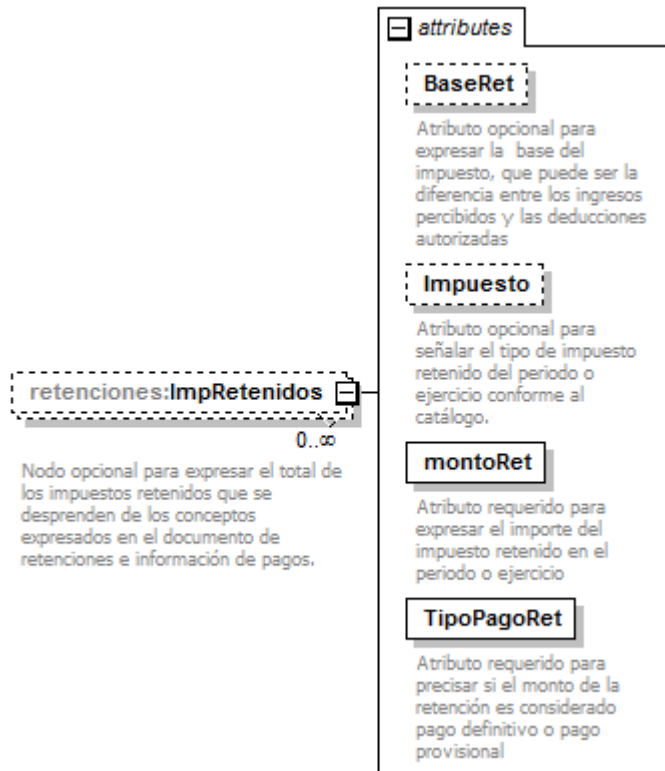 attributes
BaseRet
Atributo opcional para
expresar la base del
impuesto, que puede ser la
diferencia entre los ingresos
percibidos y las deducciones
autorizadas
Impuesto
Atributo opcional para
señalar el tipo de impuesto
retenido del periodo o
ejercicio conforme al
catálogo.
retenciones:ImpRetenidos
0..∞
Nodo opcional para expresar el total de
los impuestos retenidos que se
desprenden de los conceptos
expresados en el documento de
retenciones e información de pagos.
montoRet
Atributo requerido para
expresar el importe del
impuesto retenido en el
periodo o ejercicio
TipoPagoRet
Atributo requerido para
precisar si el monto de la
retención es considerado
pago definitivo o pago
provisional